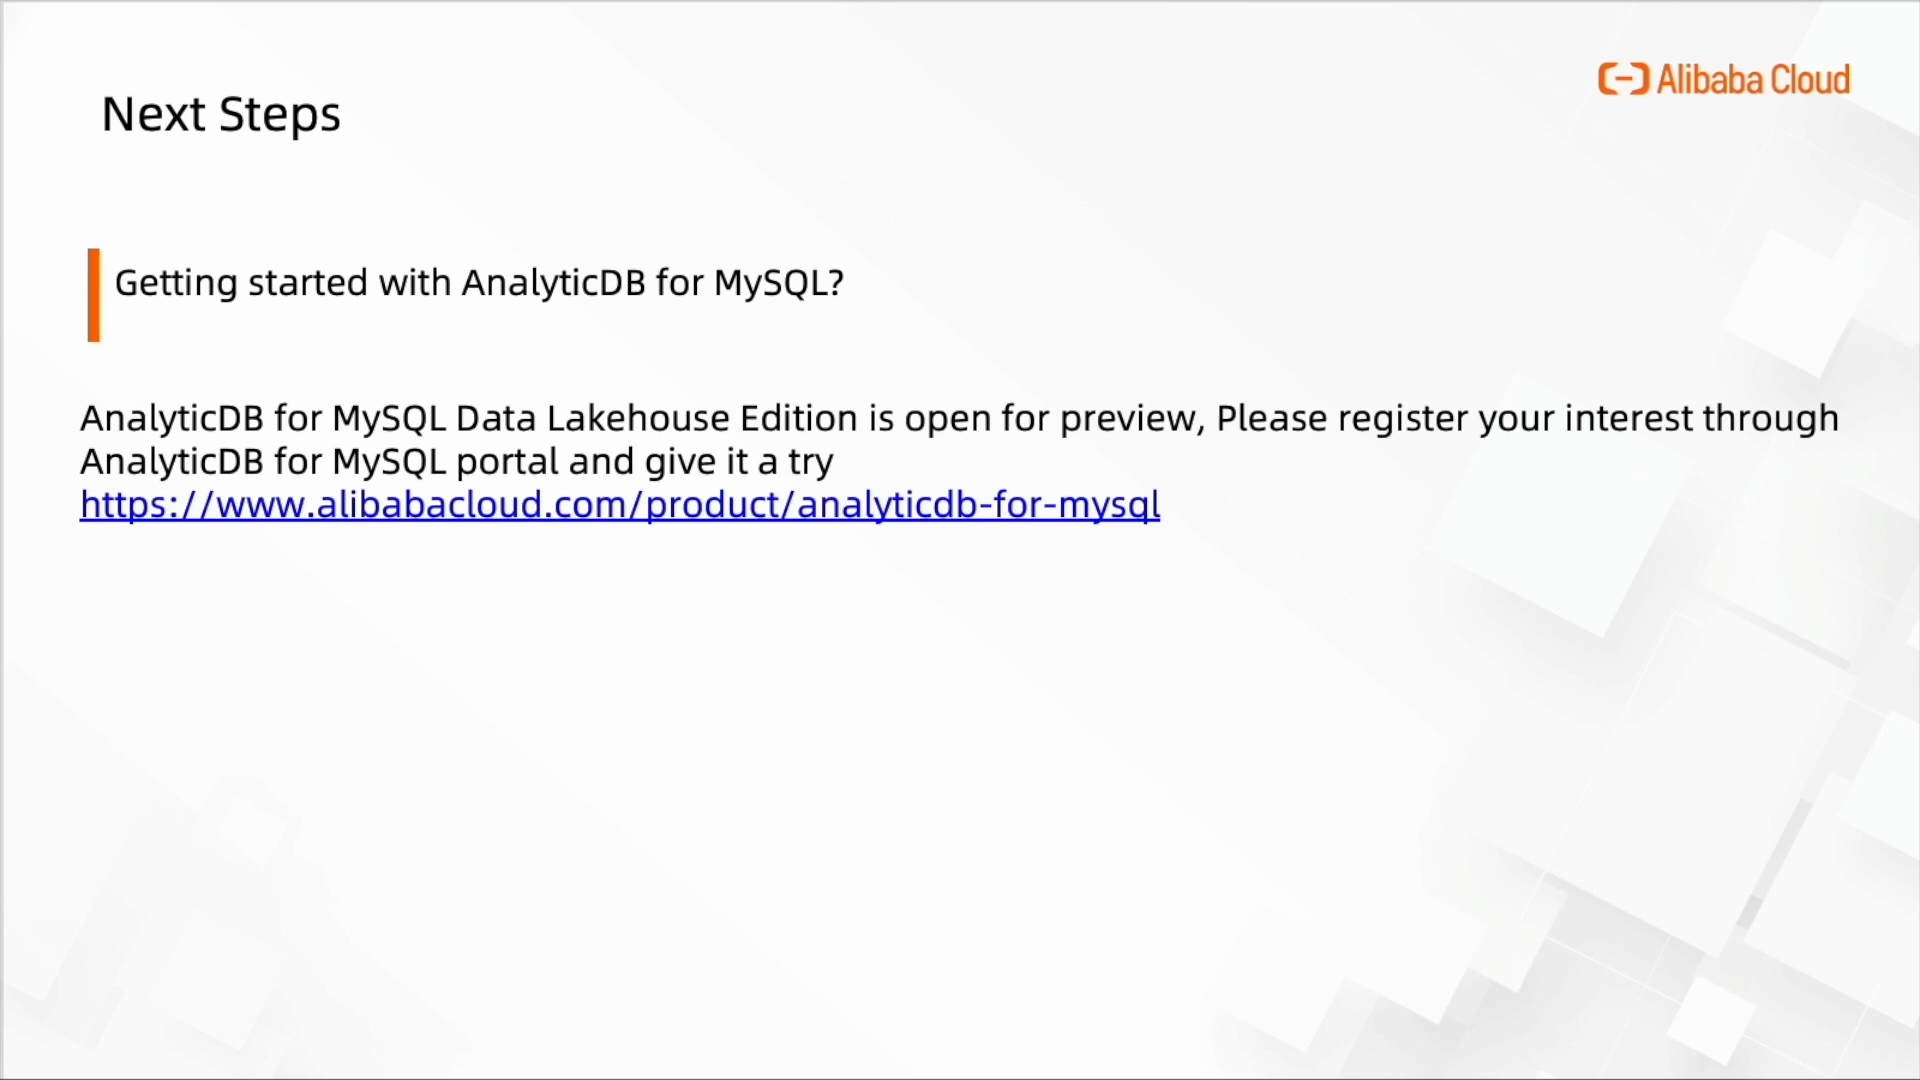 Alibaba Cloud
Next Steps
Getting started with AnalyticDB for MySQL?
AnalyticDB for MySQL Data Lakehouse Edition is open for preview, Please register your interest through
AnalyticDB for MySQL portal and give it a try
https://www.alibabacloud.com/product/analyticdb-for-mysql